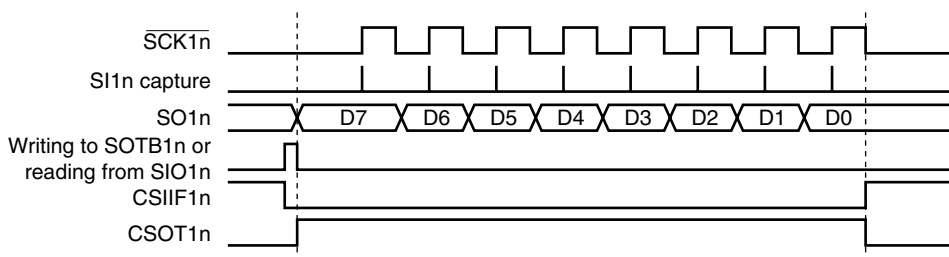 SCK1n
SI1n capture
SO1n D7 D6 D5 D4 D3 D2 D1 D0
Writing to SOTB1n or
reading from SIO1n
CSIIF1n
CSOT1n